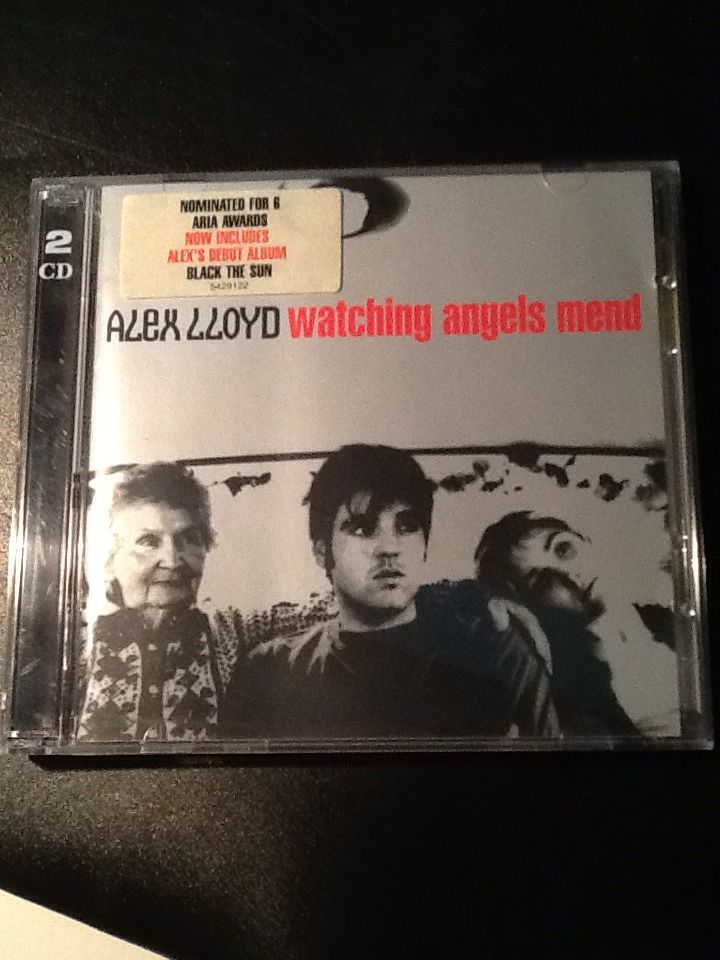 2
CD
NOMINATED FOR 6
ARIA AWARDS
NOW INCLUDES
ALEX'S DEBUT ALBUM
BLACK THE SUN
5429122
ALEX LLOYD watching angels mend